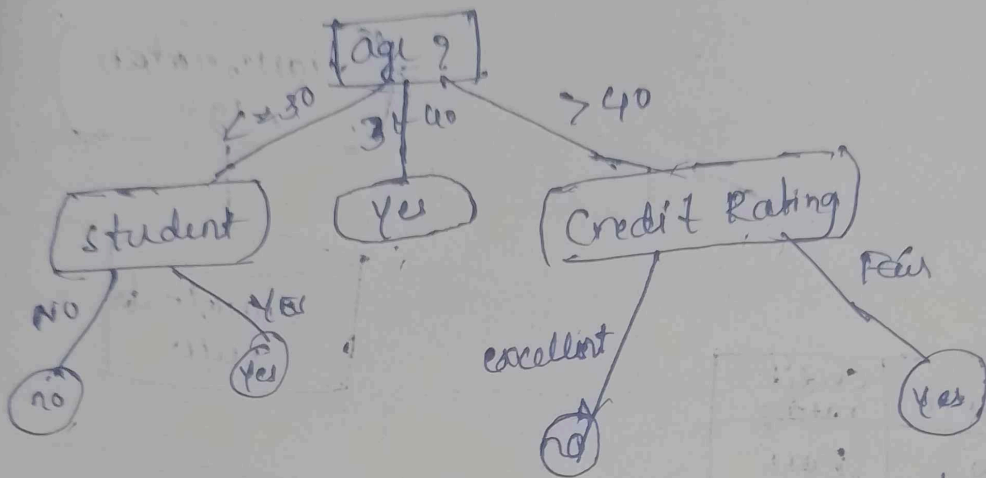 age ?
<= 30
31 40
> 40
student
yes
Credit Rating
NO
YES
excellent
Fair
no
yes
no
yes